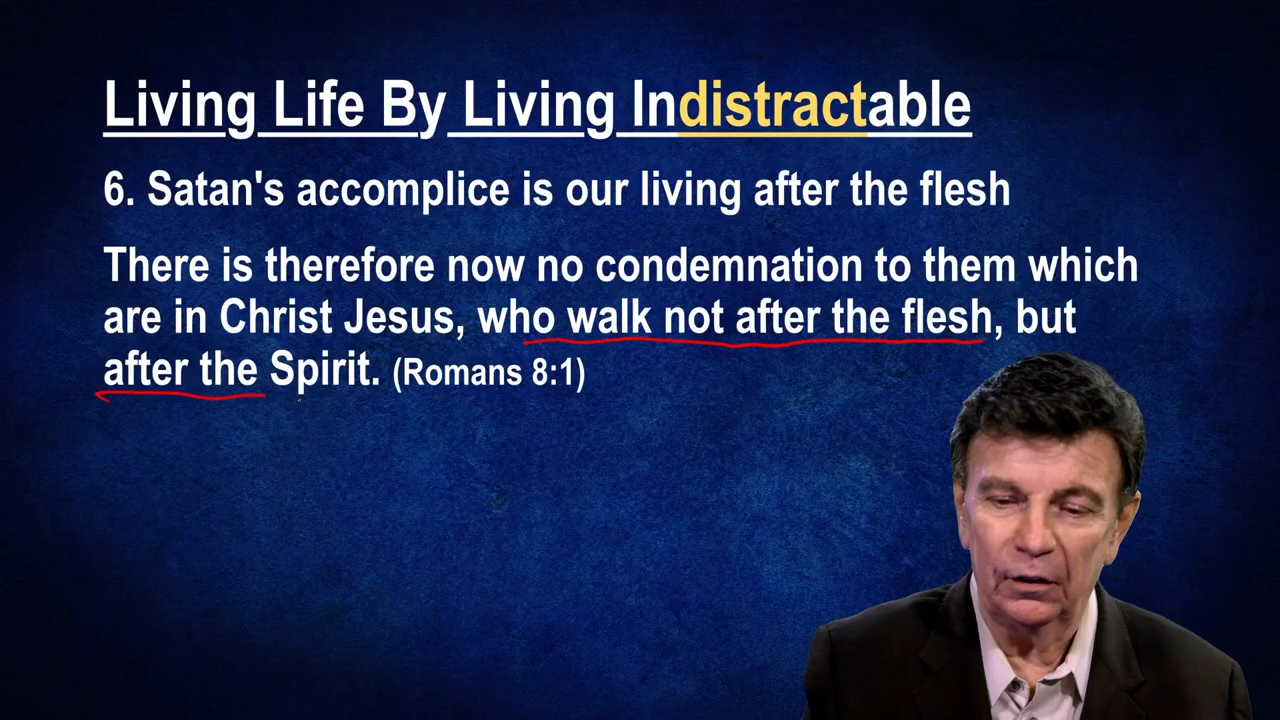 Living Life By Living Indistractable
6. Satan's accomplice is our living after the flesh
There is therefore now no condemnation to them which
are in Christ Jesus, who walk not after the flesh, but
after the Spirit. (Romans 8:1)